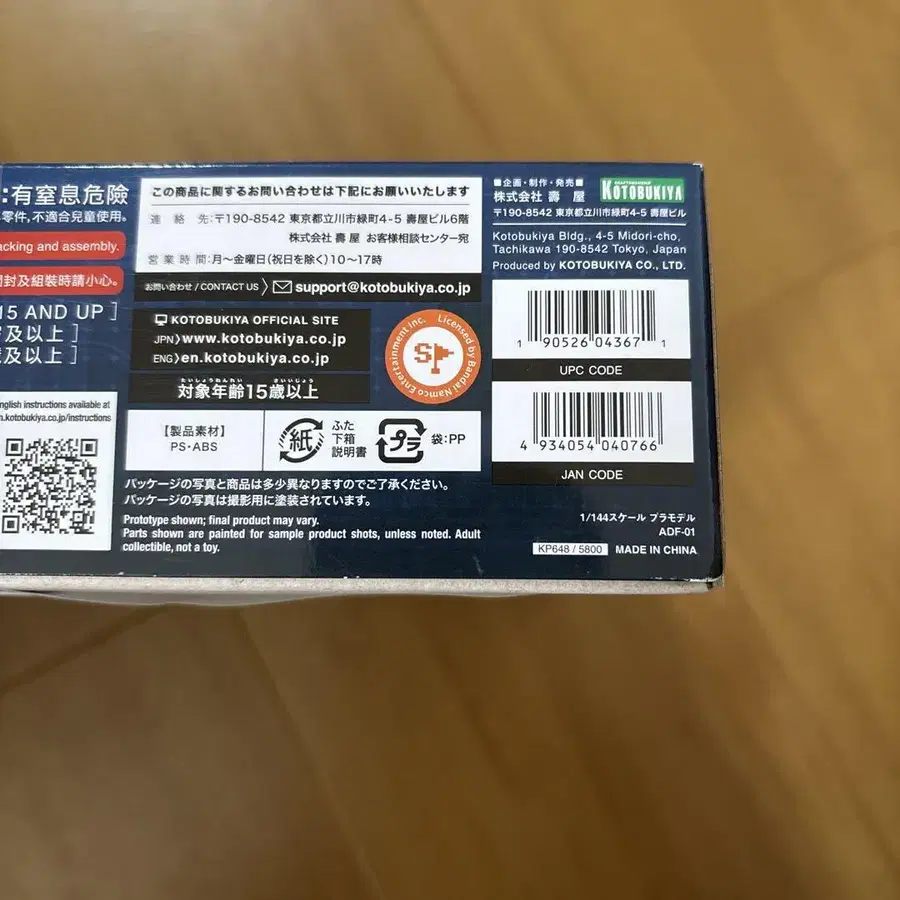 :有窒息危險
零件,不適合兒童使用。
acking and assembly.
封及組裝時請小心。
15 AND UP ]
及以上 ]
及以上 ]
nglish instructions available at
n.kotobukiya.co.jp/instructions
この商品に関するお問い合わせは下記にお願いいたします
連 絡 先:〒190-8542 東京都立川市緑町4-5 壽屋ビル6階
株式会社 壽 屋 お客様相談センター宛
営 業 時 間:月〜金曜日(祝日を除く)10〜17時
お問い合わせ / CONTACT US 〉 support@kotobukiya.co.jp
KOTOBUKIYA OFFICIAL SITE
JPN〉www.kotobukiya.co.jp
ENG〉en.kotobukiya.co.jp
たいしょうねんれい さいいじょう
対象年齢15歳以上
Licensed by Bandai Namco Entertainment Inc.
SP
【製品素材】
PS・ABS
紙
ふた
下箱
説明書
プラ
袋:PP
パッケージの写真と商品は多少異なりますのでご了承ください。
パッケージの写真は撮影用に塗装されています。
Prototype shown; final product may vary.
Parts shown are painted for sample product shots, unless noted. Adult
collectible, not a toy.
■企画・制作・発売■
株式会社 壽 屋
KOTOBUKIYA
〒190-8542 東京都立川市緑町4-5 壽屋ビル
Kotobukiya Bldg., 4-5 Midori-cho,
Tachikawa 190-8542 Tokyo, Japan
Produced by KOTOBUKIYA CO., LTD.
1 90526 04367 1
UPC CODE
4 934054 040766
JAN CODE
1/144スケール プラモデル
ADF-01
KP648 / 5800
MADE IN CHINA